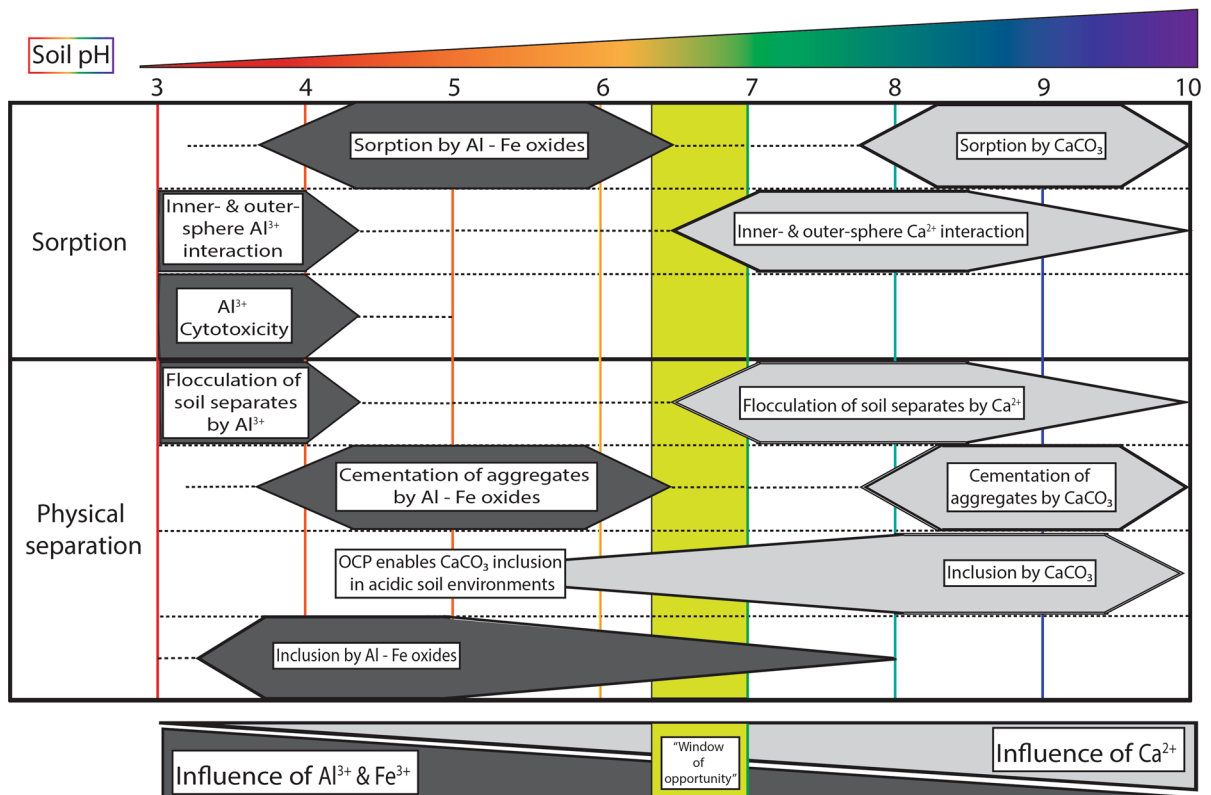 Soil pH
3 4 5 6 7 8 9 10
Sorption
Sorption by Al - Fe oxides
Sorption by CaCO₃
Inner- & outer-
sphere Al³⁺
interaction
Inner- & outer-sphere Ca²⁺ interaction
Al³⁺
Cytotoxicity
Physical
separation
Flocculation of
soil separates
by Al³⁺
Flocculation of soil separates by Ca²⁺
Cementation of aggregates
by Al - Fe oxides
Cementation of
aggregates by CaCO₃
OCP enables CaCO₃ inclusion
in acidic soil environments
Inclusion by CaCO₃
Inclusion by Al - Fe oxides
Influence of Al³⁺ & Fe³⁺
"Window
of
opportunity"
Influence of Ca²⁺